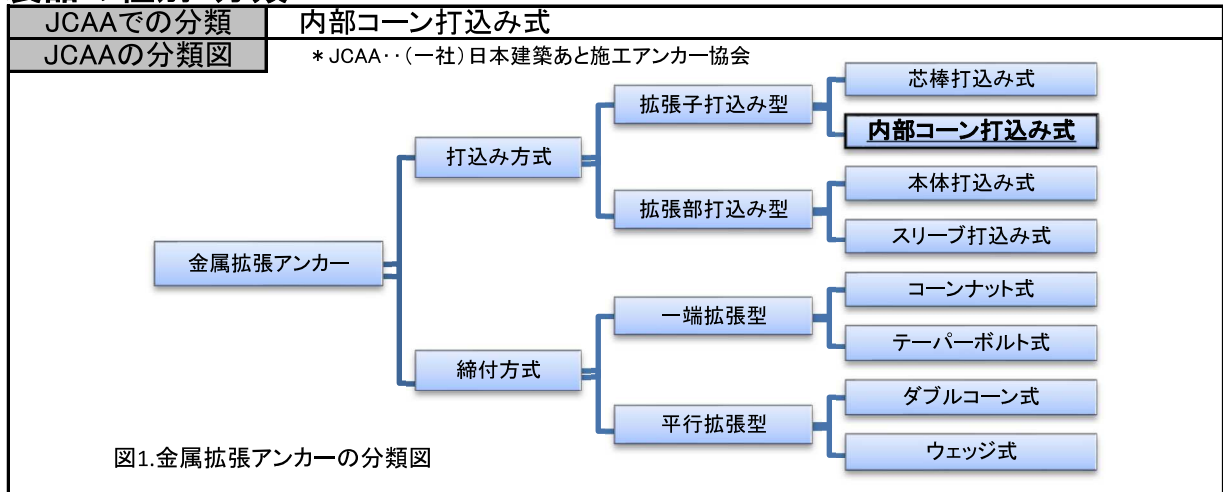 JCAAでの分類 内部コーン打込み式
JCAAの分類図 *JCAA‥(一社)日本建築あと施工アンカー協会
金属拡張アンカー
打込み方式
拡張子打込み型
芯棒打込み式
内部コーン打込み式
拡張部打込み型
本体打込み式
スリーブ打込み式
締付方式
一端拡張型
コーンナット式
テーパーボルト式
平行拡張型
ダブルコーン式
ウェッジ式
図1.金属拡張アンカーの分類図